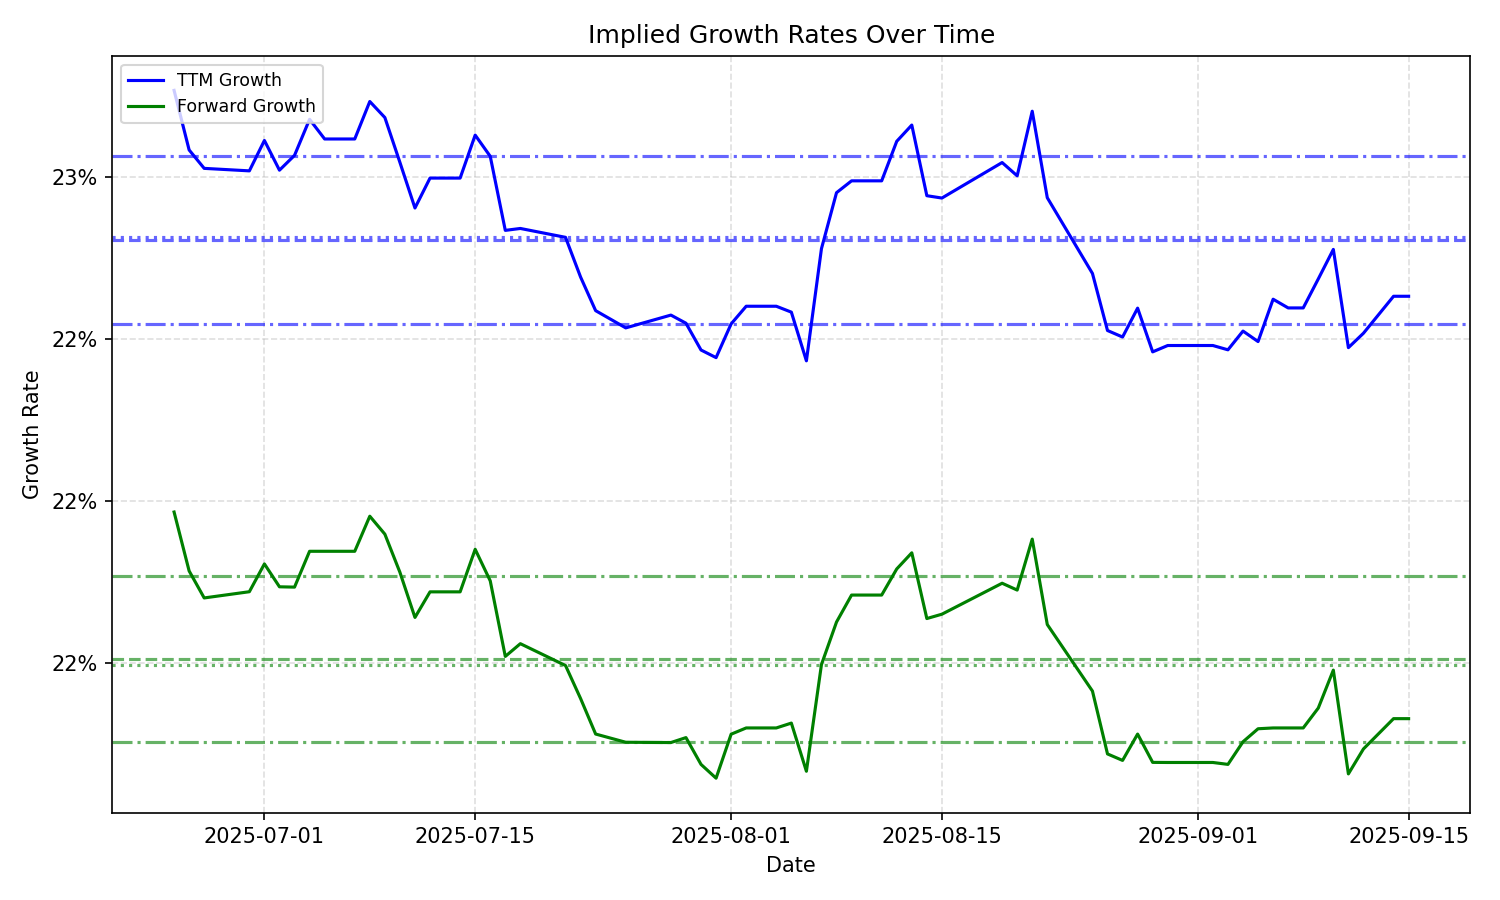 Implied Growth Rates Over Time
TTM Growth
Forward Growth
23%
22%
22%
22%
Growth Rate
2025-07-01
2025-07-15
2025-08-01
2025-08-15
2025-09-01
2025-09-15
Date